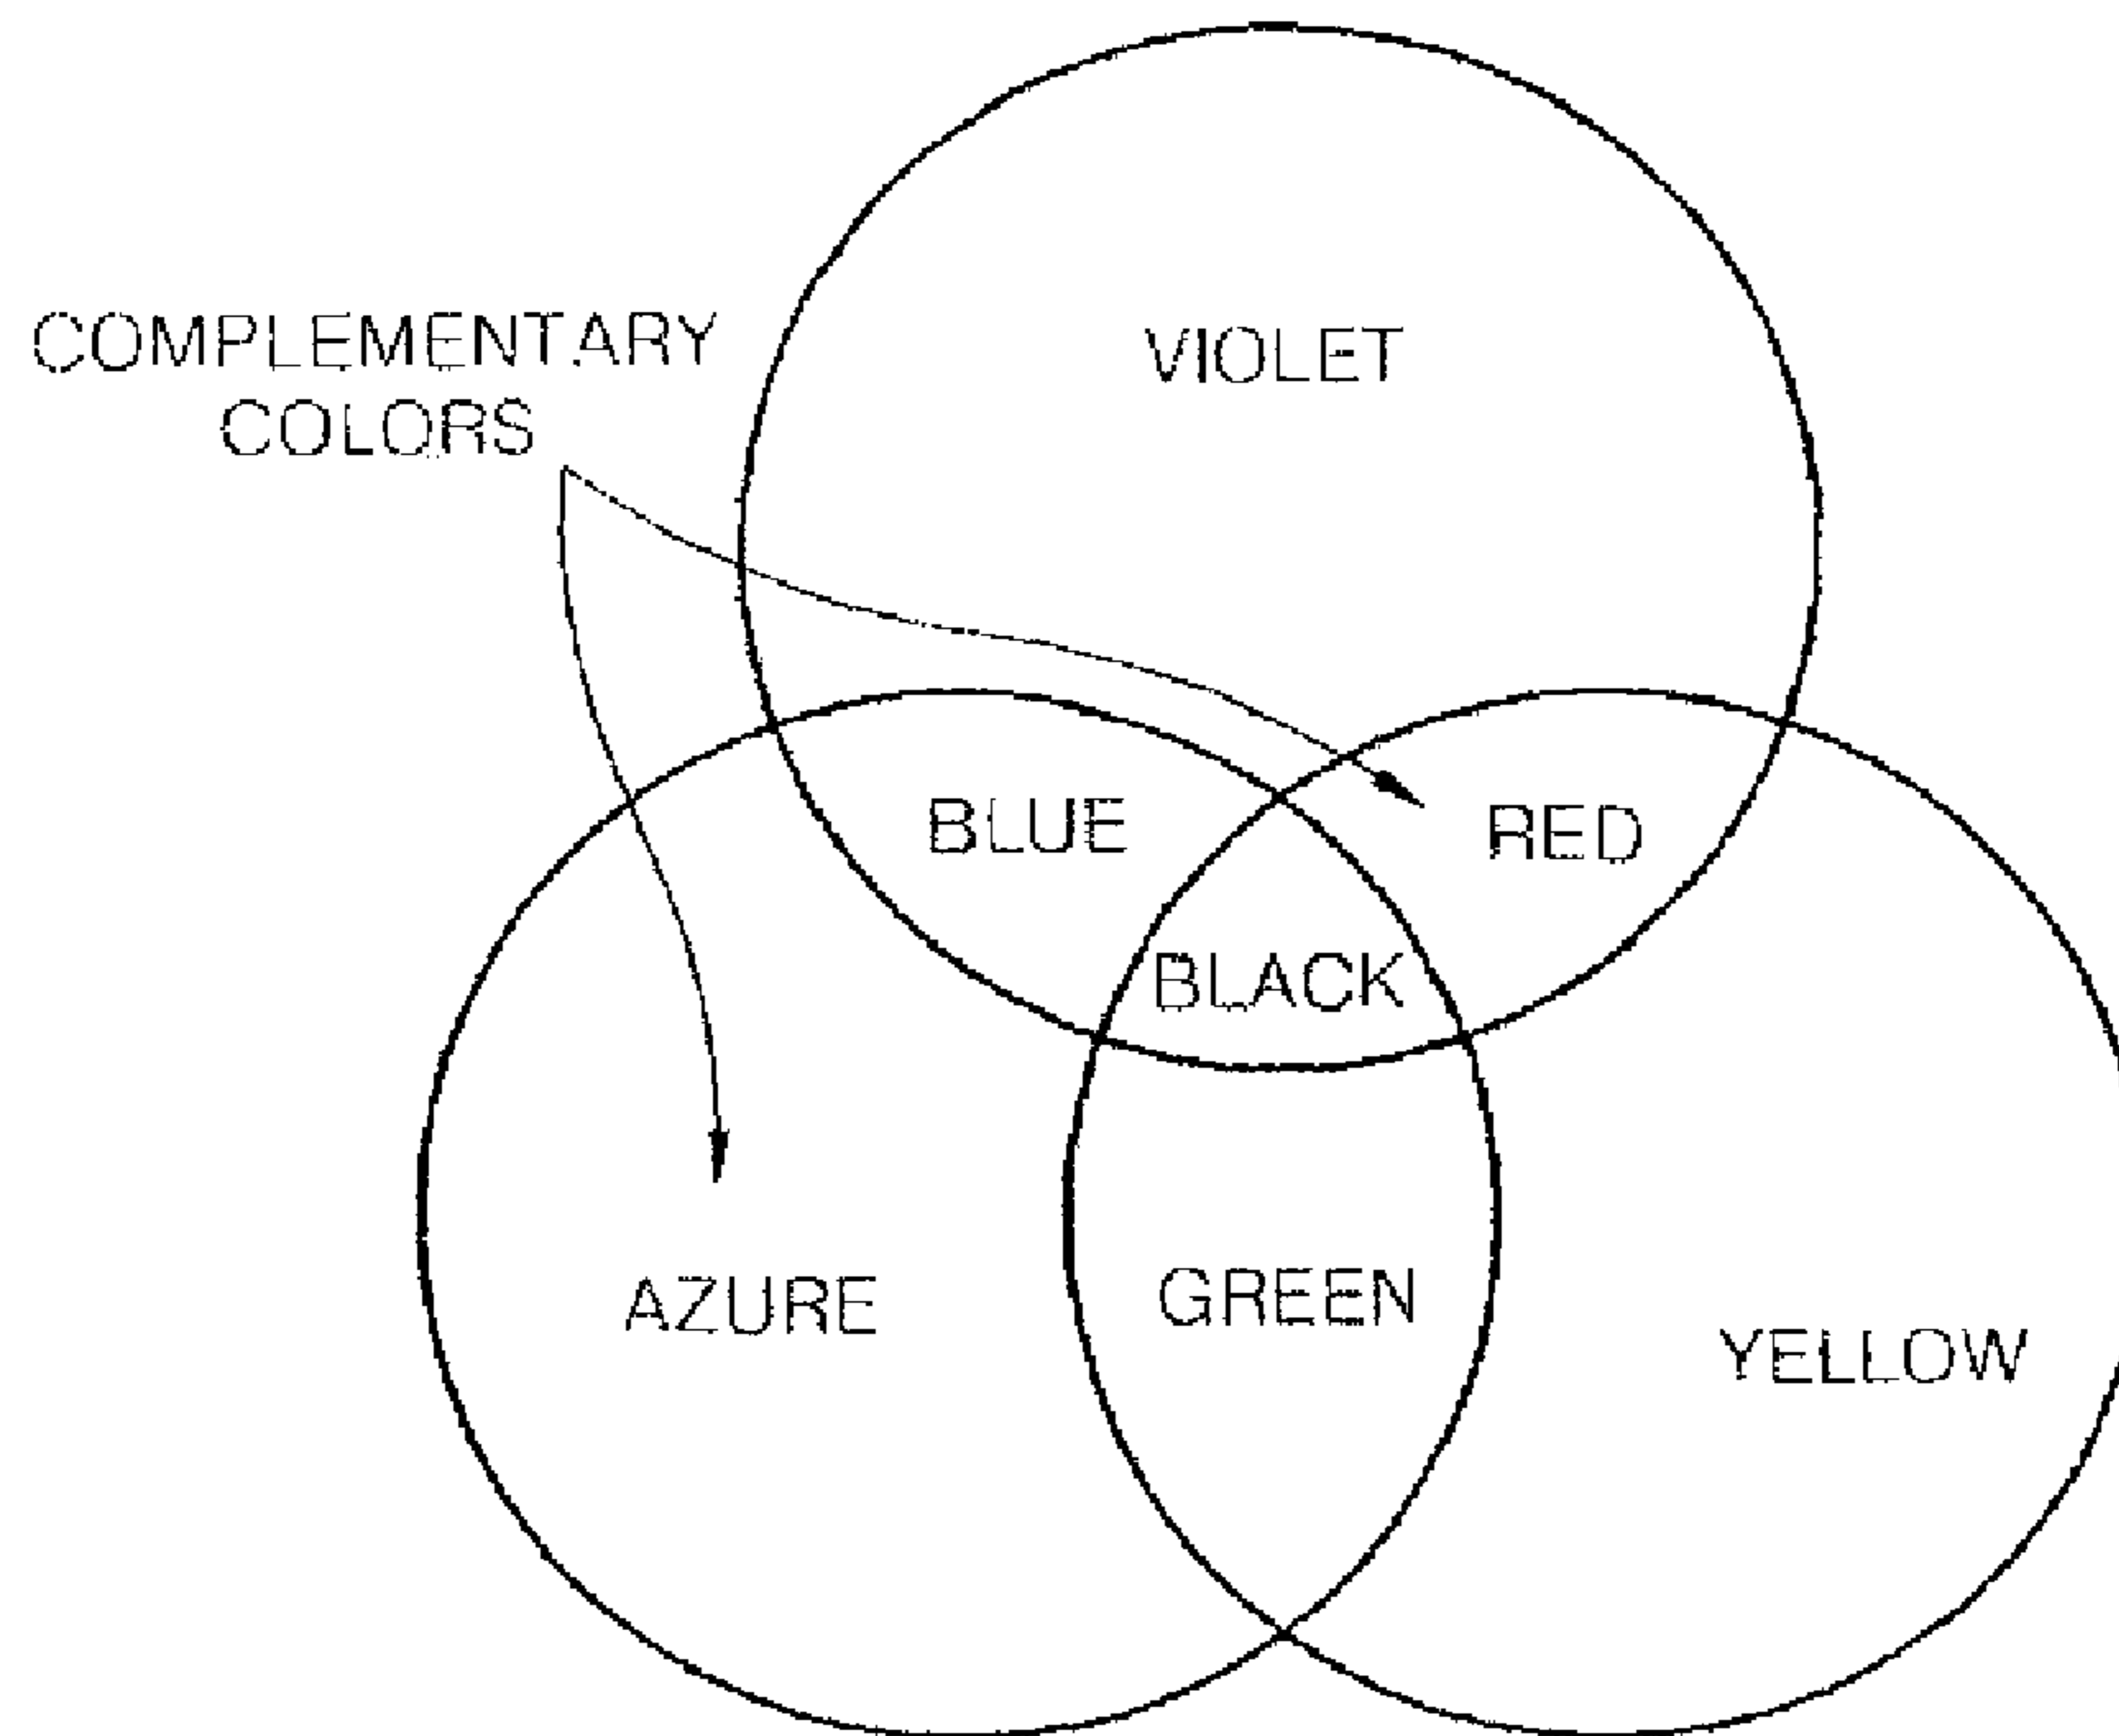 COMPLEMENTARY
COLORS
VIOLET
BLUE
RED
BLACK
AZURE
GREEN
YELLOW